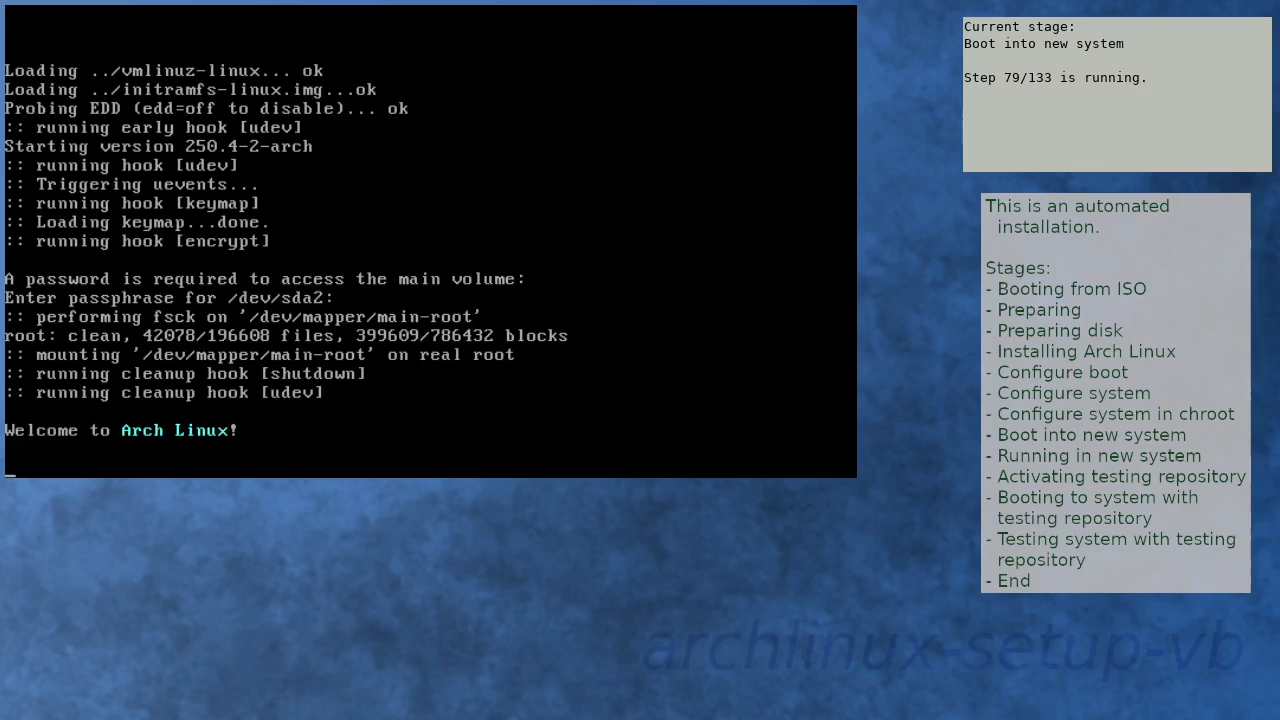 Loading ../vmlinuz-linux... ok
Loading ../initramfs-linux.img...ok
Probing EDD (edd=off to disable)... ok
:: running early hook [udev]
Starting version 250.4-2-arch
:: running hook [udev]
:: Triggering uevents...
:: running hook [keymap]
:: Loading keymap...done.
:: running hook [encrypt]
A password is required to access the main volume:
Enter passphrase for /dev/sda2:
:: performing fsck on '/dev/mapper/main-root'
root: clean, 42078/196608 files, 399609/786432 blocks
:: mounting '/dev/mapper/main-root' on real root
:: running cleanup hook [shutdown]
:: running cleanup hook [udev]
Welcome to Arch Linux!
_
Current stage:
Boot into new system
Step 79/133 is running.
This is an automated
installation.
Stages:
- Booting from ISO
- Preparing
- Preparing disk
- Installing Arch Linux
- Configure boot
- Configure system
- Configure system in chroot
- Boot into new system
- Running in new system
- Activating testing repository
- Booting to system with
testing repository
- Testing system with testing
repository
- End
archlinux-setup-vb